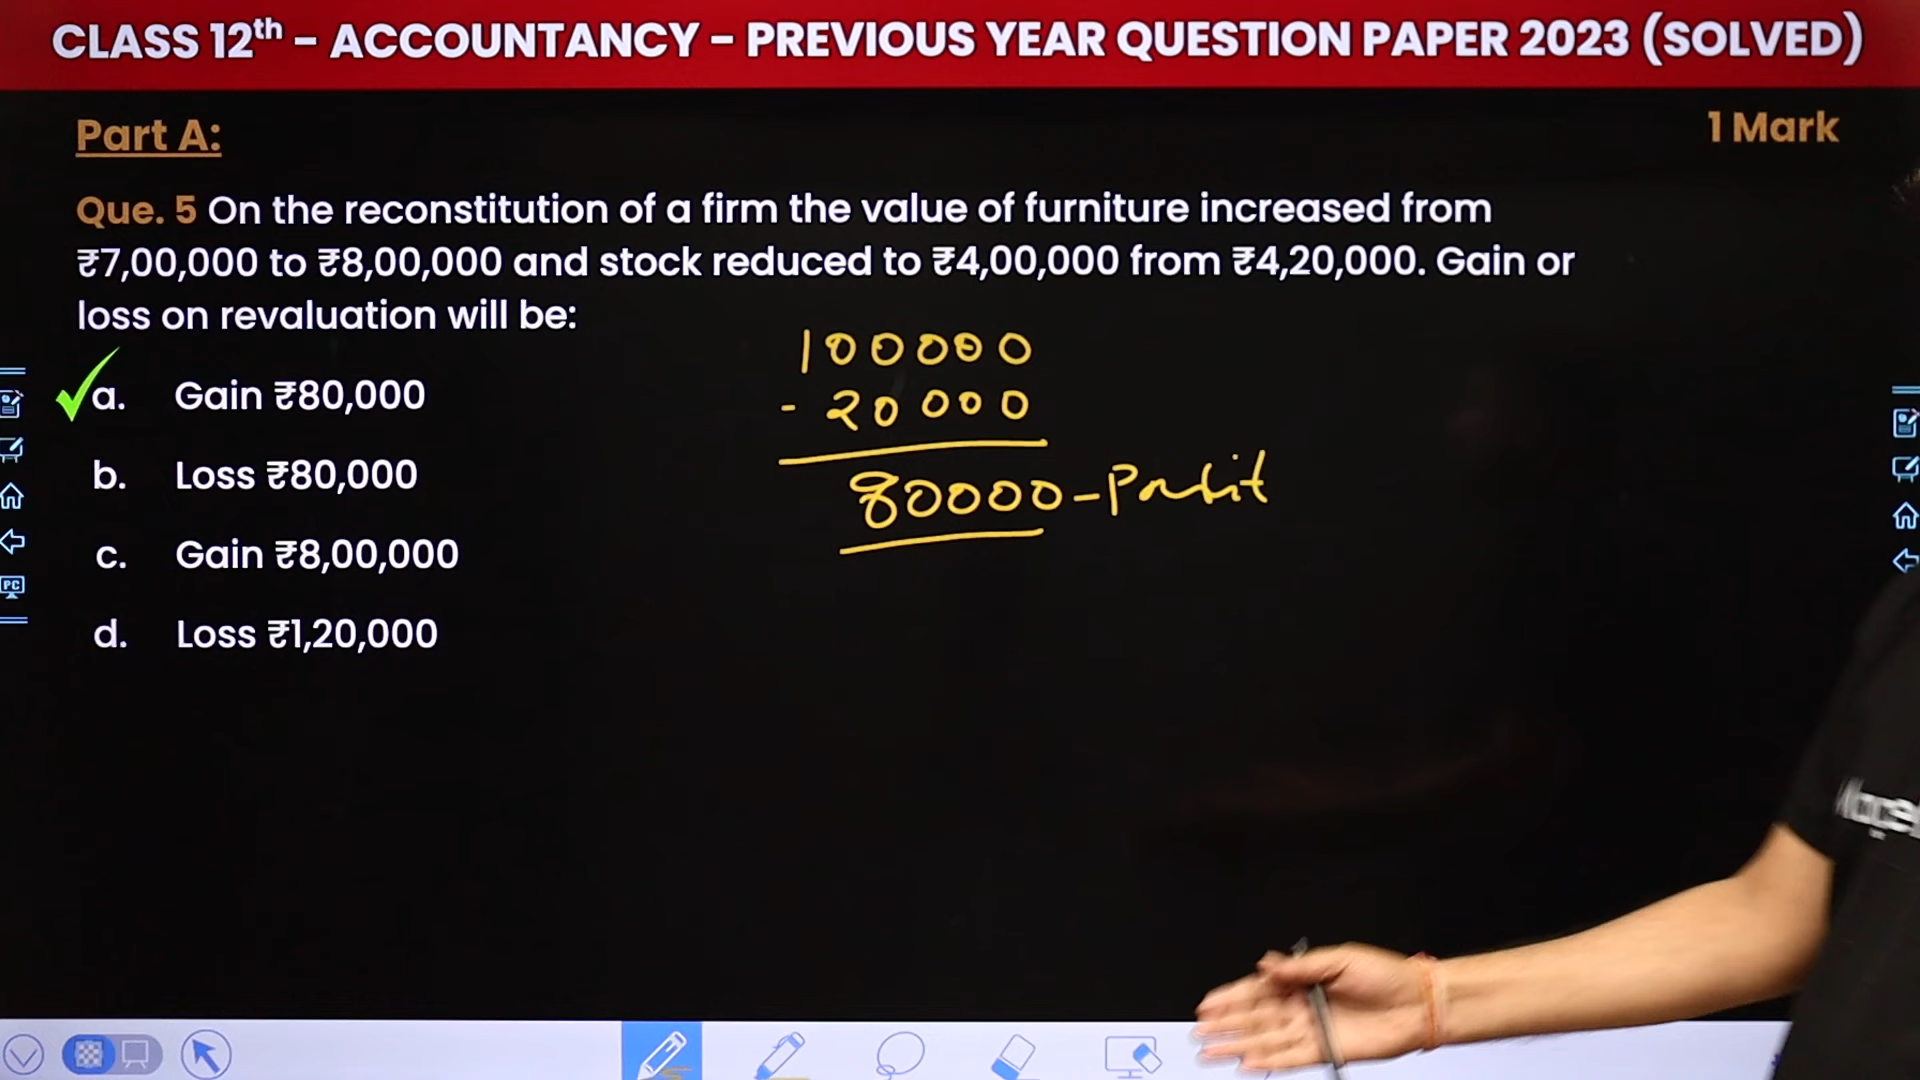 CLASS 12th - ACCOUNTANCY - PREVIOUS YEAR QUESTION PAPER 2023 (SOLVED)
Part A:
1 Mark
Que. 5 On the reconstitution of a firm the value of furniture increased from
₹7,00,000 to ₹8,00,000 and stock reduced to ₹4,00,000 from ₹4,20,000. Gain or
loss on revaluation will be:
a. Gain ₹80,000
b. Loss ₹80,000
c. Gain ₹8,00,000
d. Loss ₹1,20,000
100000
- 20000
80000 - Profit
PC